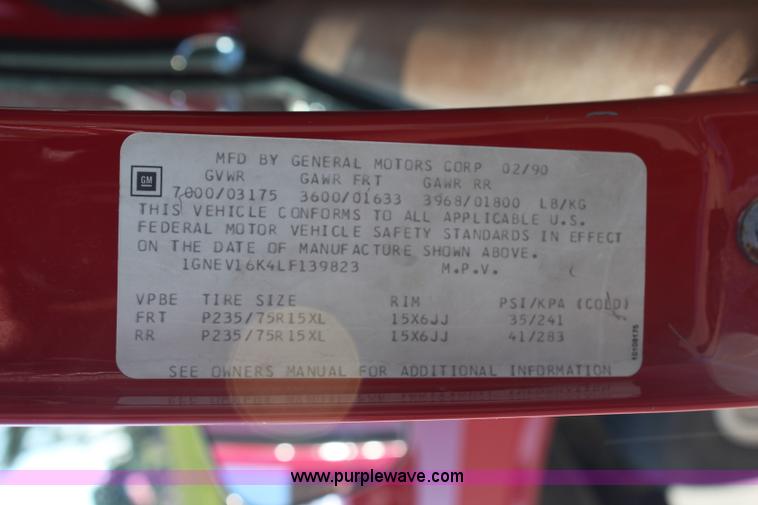 MFD BY GENERAL MOTORS CORP 02/90
GVWR GAWR FRT GAWR RR
GM 7000/03175 3600/01633 3968/01800 LB/KG
THIS VEHICLE CONFORMS TO ALL APPLICABLE U.S.
FEDERAL MOTOR VEHICLE SAFETY STANDARDS IN EFFECT
ON THE DATE OF MANUFACTURE SHOWN ABOVE.
1GNEV16K4LF139823 M.P.V.
VPBE TIRE SIZE RIM PSI/KPA (COLD)
FRT P235/75R15XL 15X6JJ 35/241
RR P235/75R15XL 15X6JJ 41/283
SEE OWNERS MANUAL FOR ADDITIONAL INFORMATION
www.purplewave.com